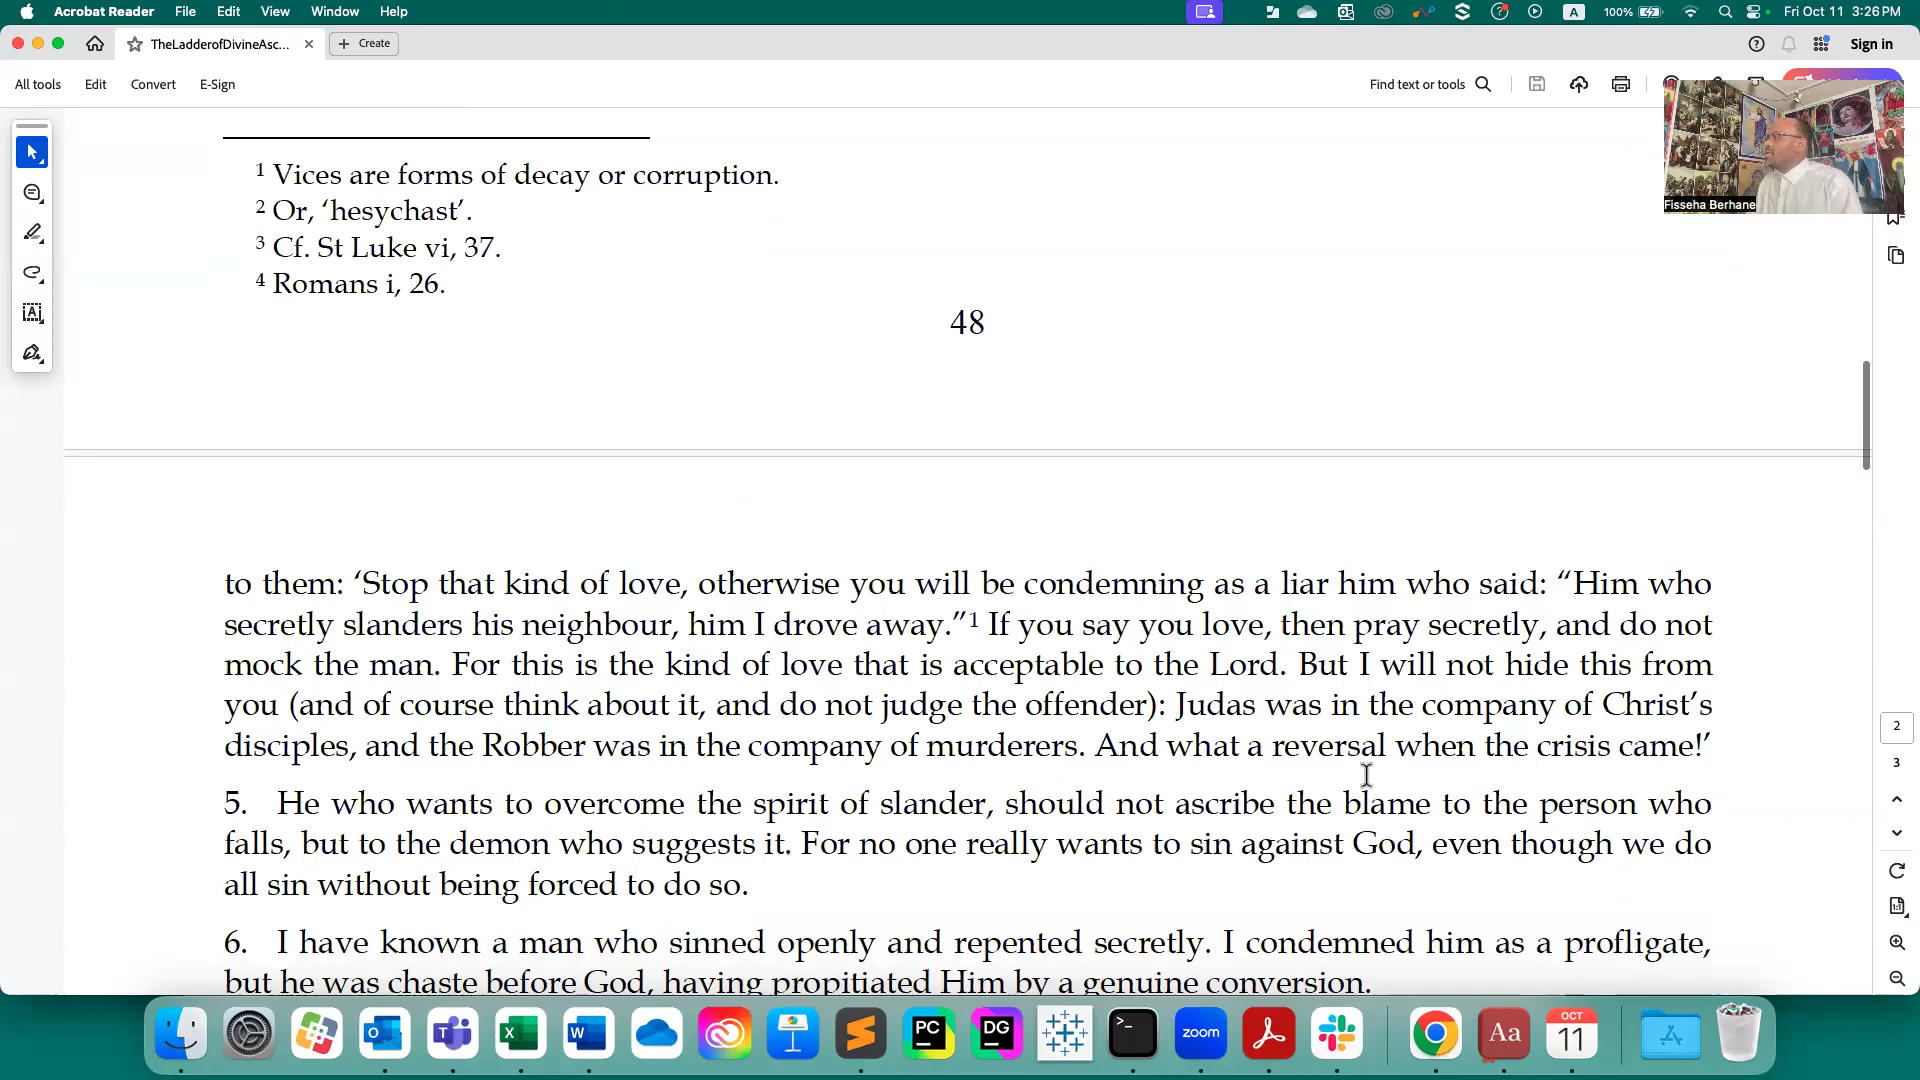 Acrobat Reader File Edit View Window Help
100% Fri Oct 11 3:26 PM
TheLadderofDivineAsc... × + Create
Sign in
All tools Edit Convert E-Sign
Find text or tools
Fisseha Berhane
1 Vices are forms of decay or corruption.
2 Or, ‘hesychast’.
3 Cf. St Luke vi, 37.
4 Romans i, 26.
48
to them: ‘Stop that kind of love, otherwise you will be condemning as a liar him who said: “Him who
secretly slanders his neighbour, him I drove away.”1 If you say you love, then pray secretly, and do not
mock the man. For this is the kind of love that is acceptable to the Lord. But I will not hide this from
you (and of course think about it, and do not judge the offender): Judas was in the company of Christ’s
disciples, and the Robber was in the company of murderers. And what a reversal when the crisis came!’
5. He who wants to overcome the spirit of slander, should not ascribe the blame to the person who
falls, but to the demon who suggests it. For no one really wants to sin against God, even though we do
all sin without being forced to do so.
6. I have known a man who sinned openly and repented secretly. I condemned him as a profligate,
but he was chaste before God, having propitiated Him by a genuine conversion.
2
3
PC
DG
zoom
Aa
OCT
11